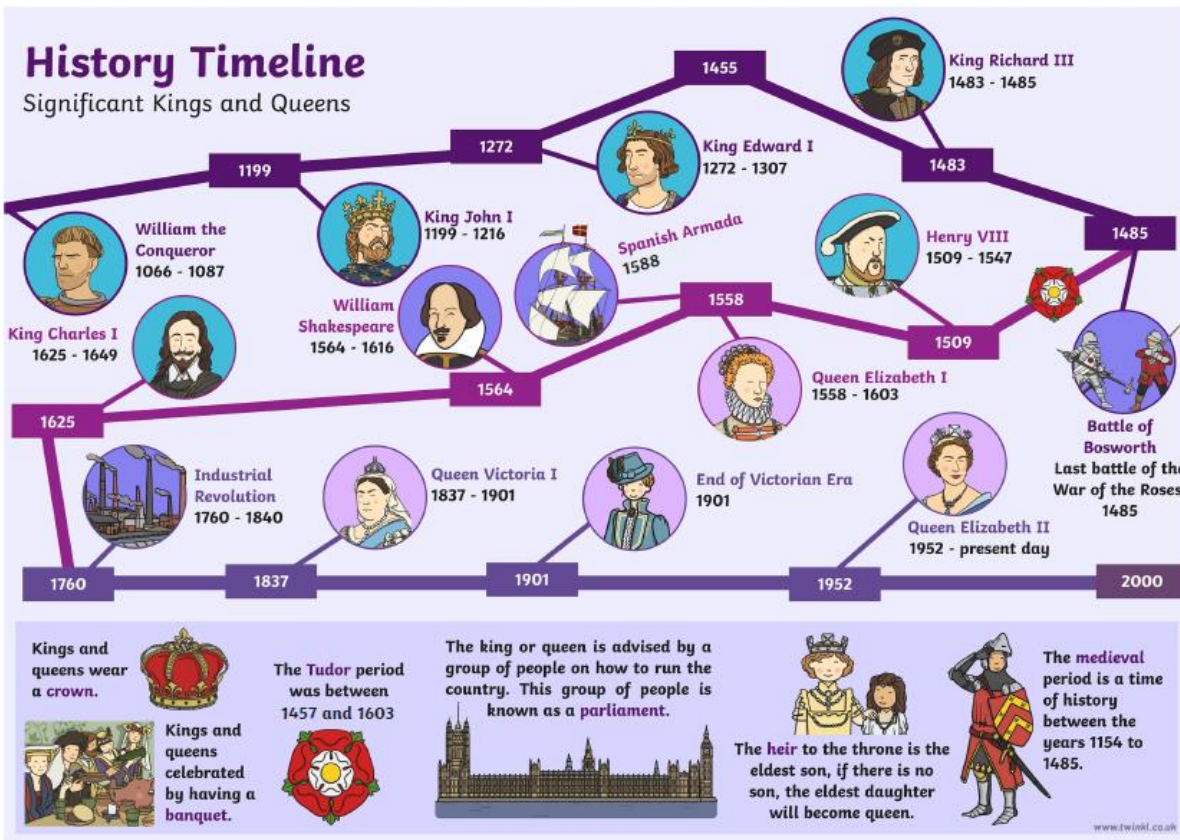 History Timeline
Significant Kings and Queens
1455
King Richard III
1483 - 1485
1272
King Edward I
1272 - 1307
1483
1199
William the
Conqueror
1066 - 1087
King John I
1199 - 1216
Spanish Armada
1588
Henry VIII
1509 - 1547
1485
King Charles I
1625 - 1649
William
Shakespeare
1564 - 1616
1558
1509
1564
Queen Elizabeth I
1558 - 1603
1625
Battle of
Bosworth
Last battle of the
War of the Roses
1485
Industrial
Revolution
1760 - 1840
Queen Victoria I
1837 - 1901
End of Victorian Era
1901
Queen Elizabeth II
1952 - present day
1760
1837
1901
1952
2000
Kings and
queens wear
a crown.
Kings and
queens
celebrated
by having a
banquet.
The Tudor period
was between
1457 and 1603
The king or queen is advised by a
group of people on how to run the
country. This group of people is
known as a parliament.
The heir to the throne is the
eldest son, if there is no
son, the eldest daughter
will become queen.
The medieval
period is a time
of history
between the
years 1154 to
1485.
www.twinkl.co.uk